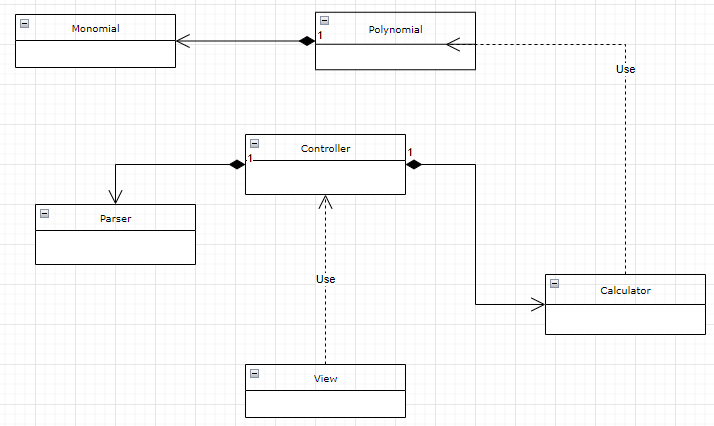 Monomial
Polynomial
1
Use
Controller
1
1
Parser
Use
Calculator
View